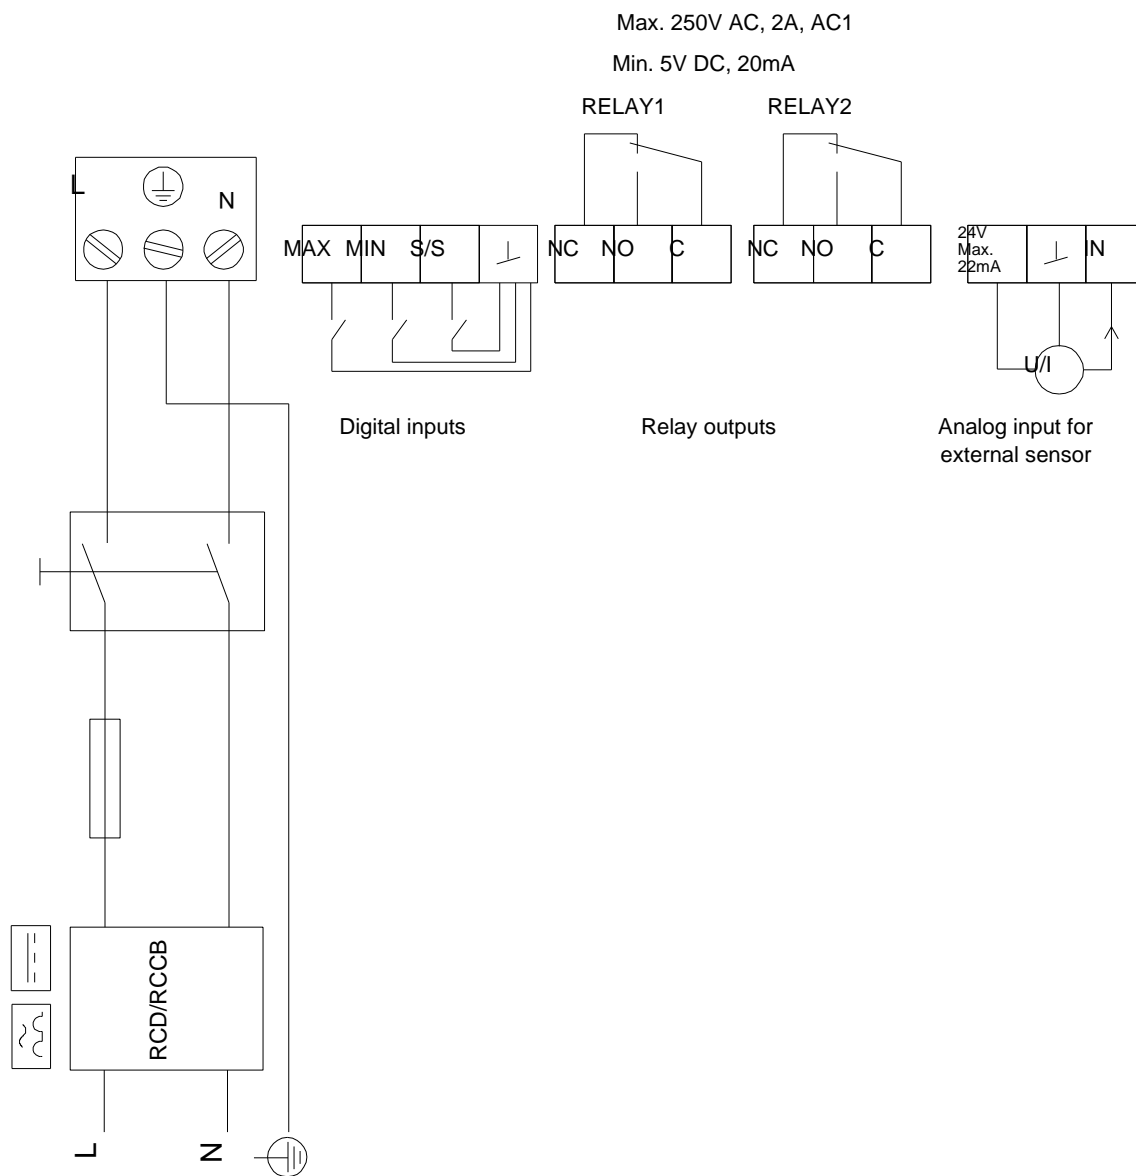 Max. 250V AC, 2A, AC1
Min. 5V DC, 20mA
RELAY1
RELAY2
L
N
MAX
MIN
S/S
NC
NO
C
NC
NO
C
24V
Max.
22mA
IN
U/I
Digital inputs
Relay outputs
Analog input for
external sensor
RCD/RCCB
L
N